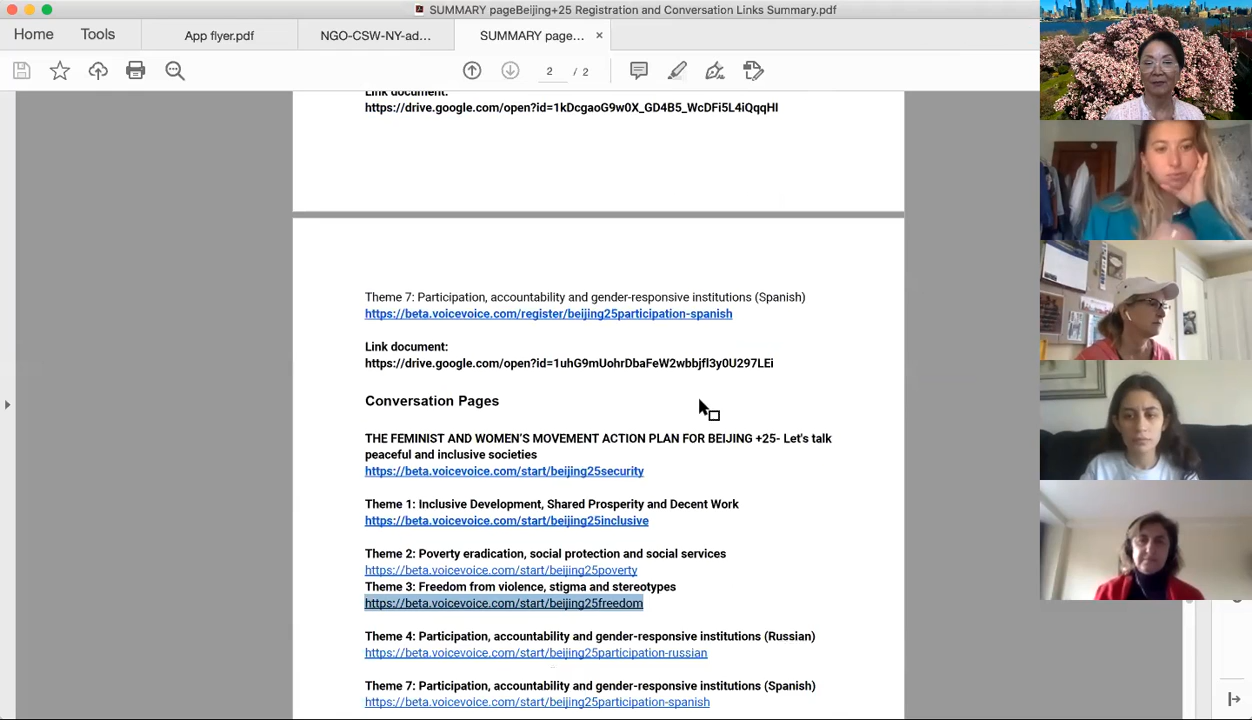 SUMMARY pageBeijing+25 Registration and Conversation Links Summary.pdf
Home
Tools
App flyer.pdf
NGO-CSW-NY-ad...
SUMMARY page...
×
2 / 2
Link document:
https://drive.google.com/open?id=1kDcgaoG9w0X_GD4B5_WcDFi5L4iQqqHI
Theme 7: Participation, accountability and gender-responsive institutions (Spanish)
https://beta.voicevoice.com/register/beijing25participation-spanish
Link document:
https://drive.google.com/open?id=1uhG9mUohrDbaFeW2wbbjfl3y0U297LEi
Conversation Pages
THE FEMINIST AND WOMEN'S MOVEMENT ACTION PLAN FOR BEIJING +25- Let's talk
peaceful and inclusive societies
https://beta.voicevoice.com/start/beijing25security
Theme 1: Inclusive Development, Shared Prosperity and Decent Work
https://beta.voicevoice.com/start/beijing25inclusive
Theme 2: Poverty eradication, social protection and social services
https://beta.voicevoice.com/start/beijing25poverty
Theme 3: Freedom from violence, stigma and stereotypes
https://beta.voicevoice.com/start/beijing25freedom
Theme 4: Participation, accountability and gender-responsive institutions (Russian)
https://beta.voicevoice.com/start/beijing25participation-russian
Theme 7: Participation, accountability and gender-responsive institutions (Spanish)
https://beta.voicevoice.com/start/beijing25participation-spanish